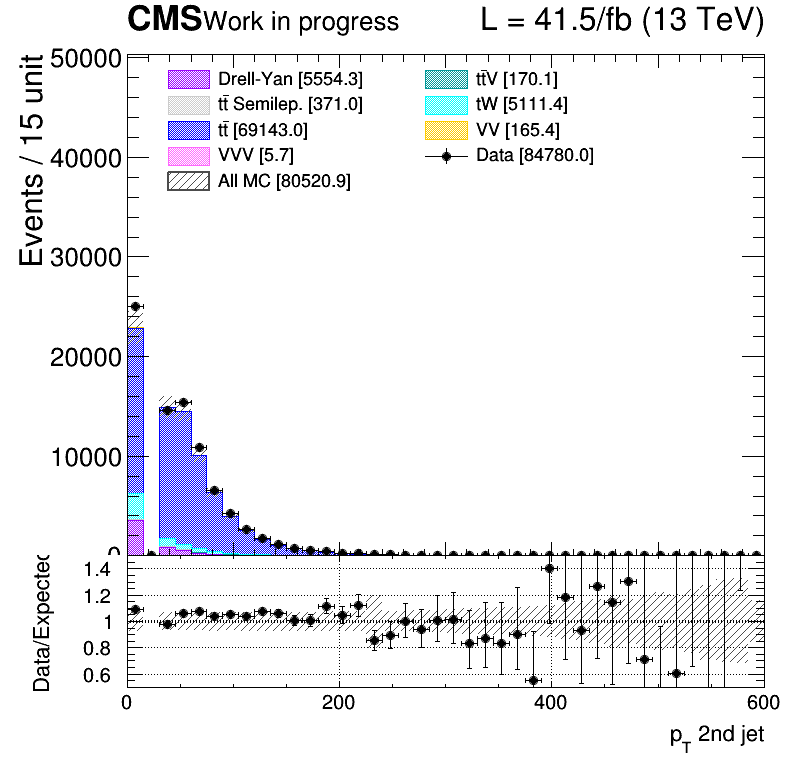 CMS Work in progress L = 41.5/fb (13 TeV)
Events / 15 unit
50000
40000
30000
20000
10000
0
Drell-Yan [5554.3]
tt̄ Semilep. [371.0]
tt̄ [69143.0]
VVV [5.7]
All MC [80520.9]
tt̄V [170.1]
tW [5111.4]
VV [165.4]
Data [84780.0]
Data/Expected
1.4
1.2
1
0.8
0.6
0 200 400 600
p_T 2nd jet